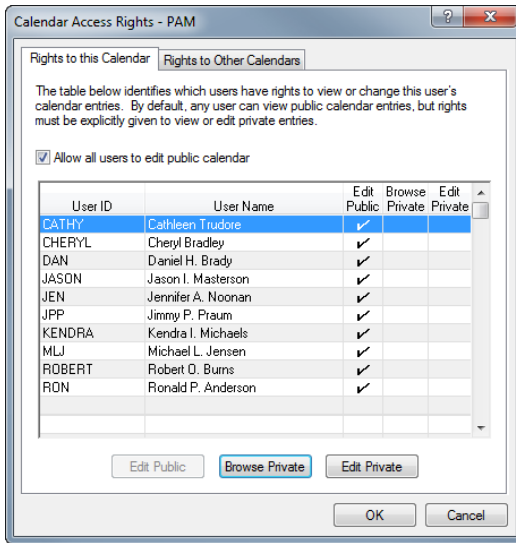 Calendar Access Rights - PAM
Rights to this Calendar Rights to Other Calendars
The table below identifies which users have rights to view or change this user's
calendar entries. By default, any user can view public calendar entries, but rights
must be explicitly given to view or edit private entries.
Allow all users to edit public calendar
User ID User Name Edit Public Browse Private Edit Private
CATHY Cathleen Trudore ✓
CHERYL Cheryl Bradley ✓
DAN Daniel H. Brady ✓
JASON Jason I. Masterson ✓
JEN Jennifer A. Noonan ✓
JPP Jimmy P. Praum ✓
KENDRA Kendra I. Michaels ✓
MLJ Michael L. Jensen ✓
ROBERT Robert O. Burns ✓
RON Ronald P. Anderson ✓
Edit Public Browse Private Edit Private
OK Cancel